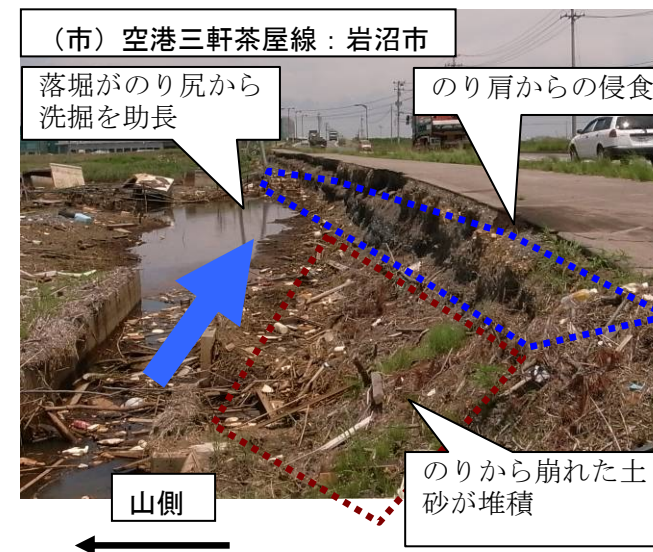 （市）空港三軒茶屋線：岩沼市
落堀がのり尻から
洗掘を助長
のり肩からの侵食
のりから崩れた土
砂が堆積
山側